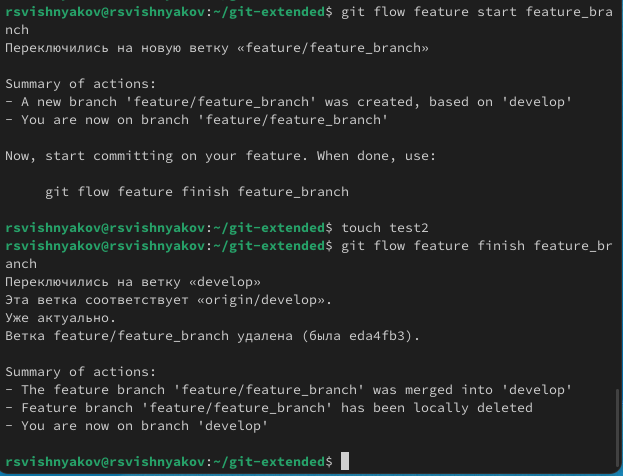 rsvishnyakov@rsvishnyakov:~/git-extended$ git flow feature start feature_bra
nch
Переключились на новую ветку «feature/feature_branch»
Summary of actions:
- A new branch 'feature/feature_branch' was created, based on 'develop'
- You are now on branch 'feature/feature_branch'
Now, start committing on your feature. When done, use:
git flow feature finish feature_branch
rsvishnyakov@rsvishnyakov:~/git-extended$ touch test2
rsvishnyakov@rsvishnyakov:~/git-extended$ git flow feature finish feature_br
anch
Переключились на ветку «develop»
Эта ветка соответствует «origin/develop».
Уже актуально.
Ветка feature/feature_branch удалена (была eda4fb3).
Summary of actions:
- The feature branch 'feature/feature_branch' was merged into 'develop'
- Feature branch 'feature/feature_branch' has been locally deleted
- You are now on branch 'develop'
rsvishnyakov@rsvishnyakov:~/git-extended$